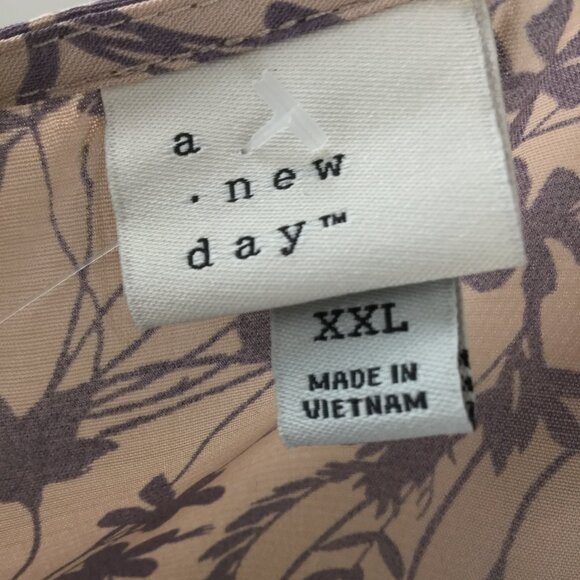 a
. new
day™
XXL
MADE IN
VIETNAM